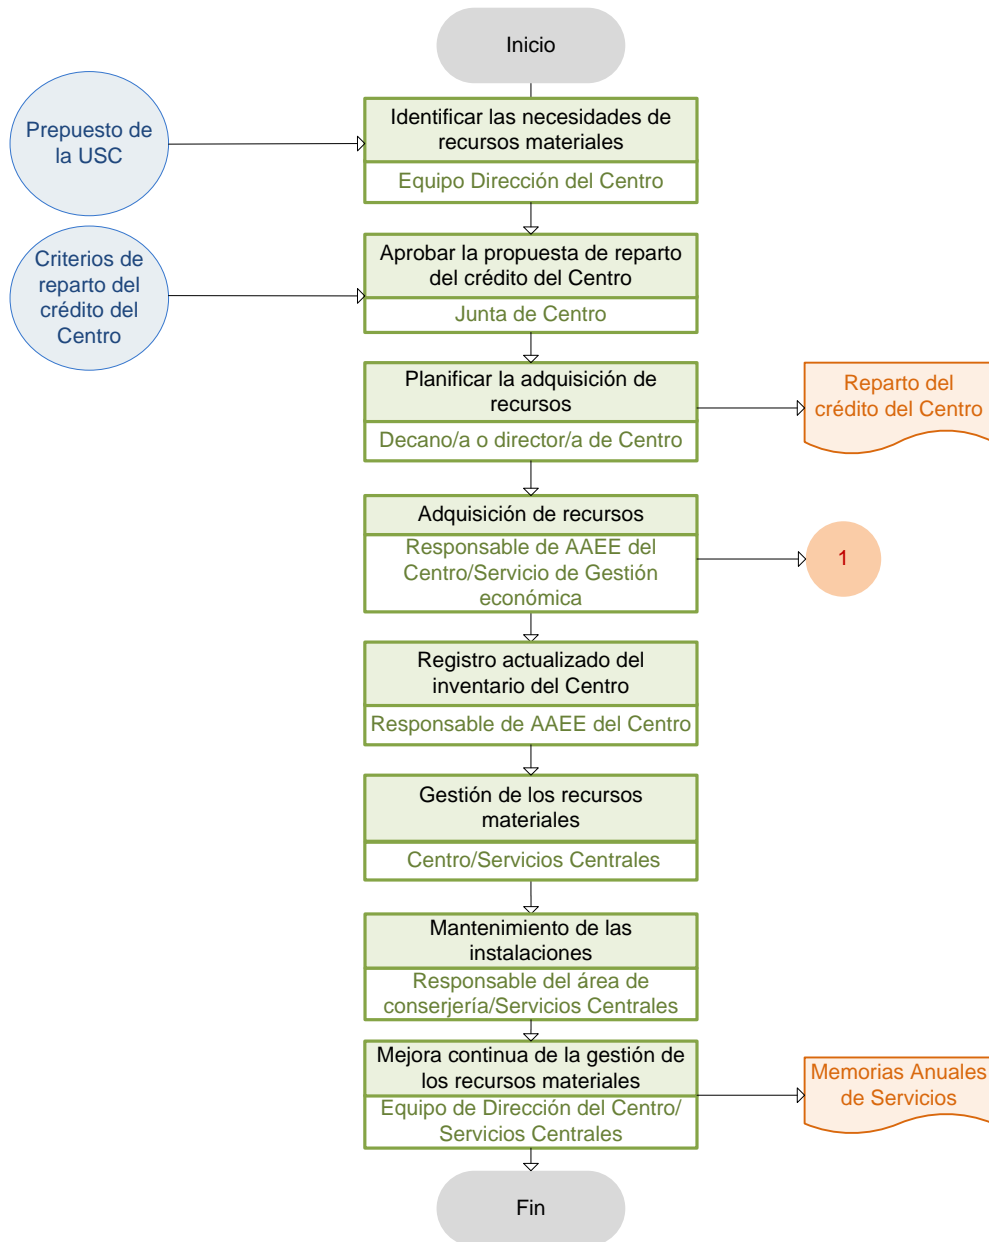 Inicio
Prepuesto de
la USC
Identificar las necesidades de
recursos materiales
Equipo Dirección del Centro
Criterios de
reparto del
crédito del
Centro
Aprobar la propuesta de reparto
del crédito del Centro
Junta de Centro
Planificar la adquisición de
recursos
Decano/a o director/a de Centro
Reparto del
crédito del Centro
Adquisición de recursos
Responsable de AAEE del
Centro/Servicio de Gestión
económica
1
Registro actualizado del
inventario del Centro
Responsable de AAEE del Centro
Gestión de los recursos
materiales
Centro/Servicios Centrales
Mantenimiento de las
instalaciones
Responsable del área de
conserjería/Servicios Centrales
Mejora continua de la gestión de
los recursos materiales
Equipo de Dirección del Centro/
Servicios Centrales
Memorias Anuales
de Servicios
Fin